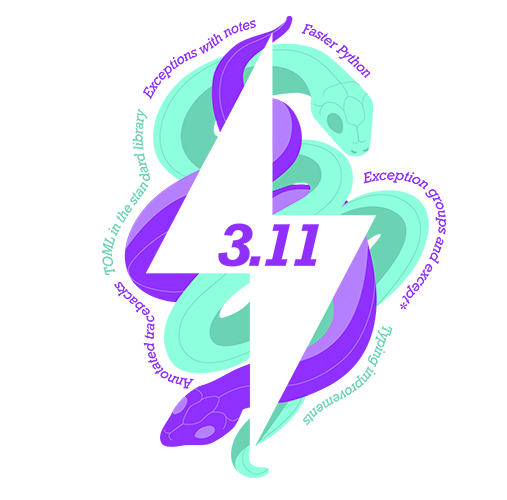 Exceptions with notes
Faster Python
TOML in the standard library
Exception groups and except*
3.11
Annotated tracebacks
Typing improvements